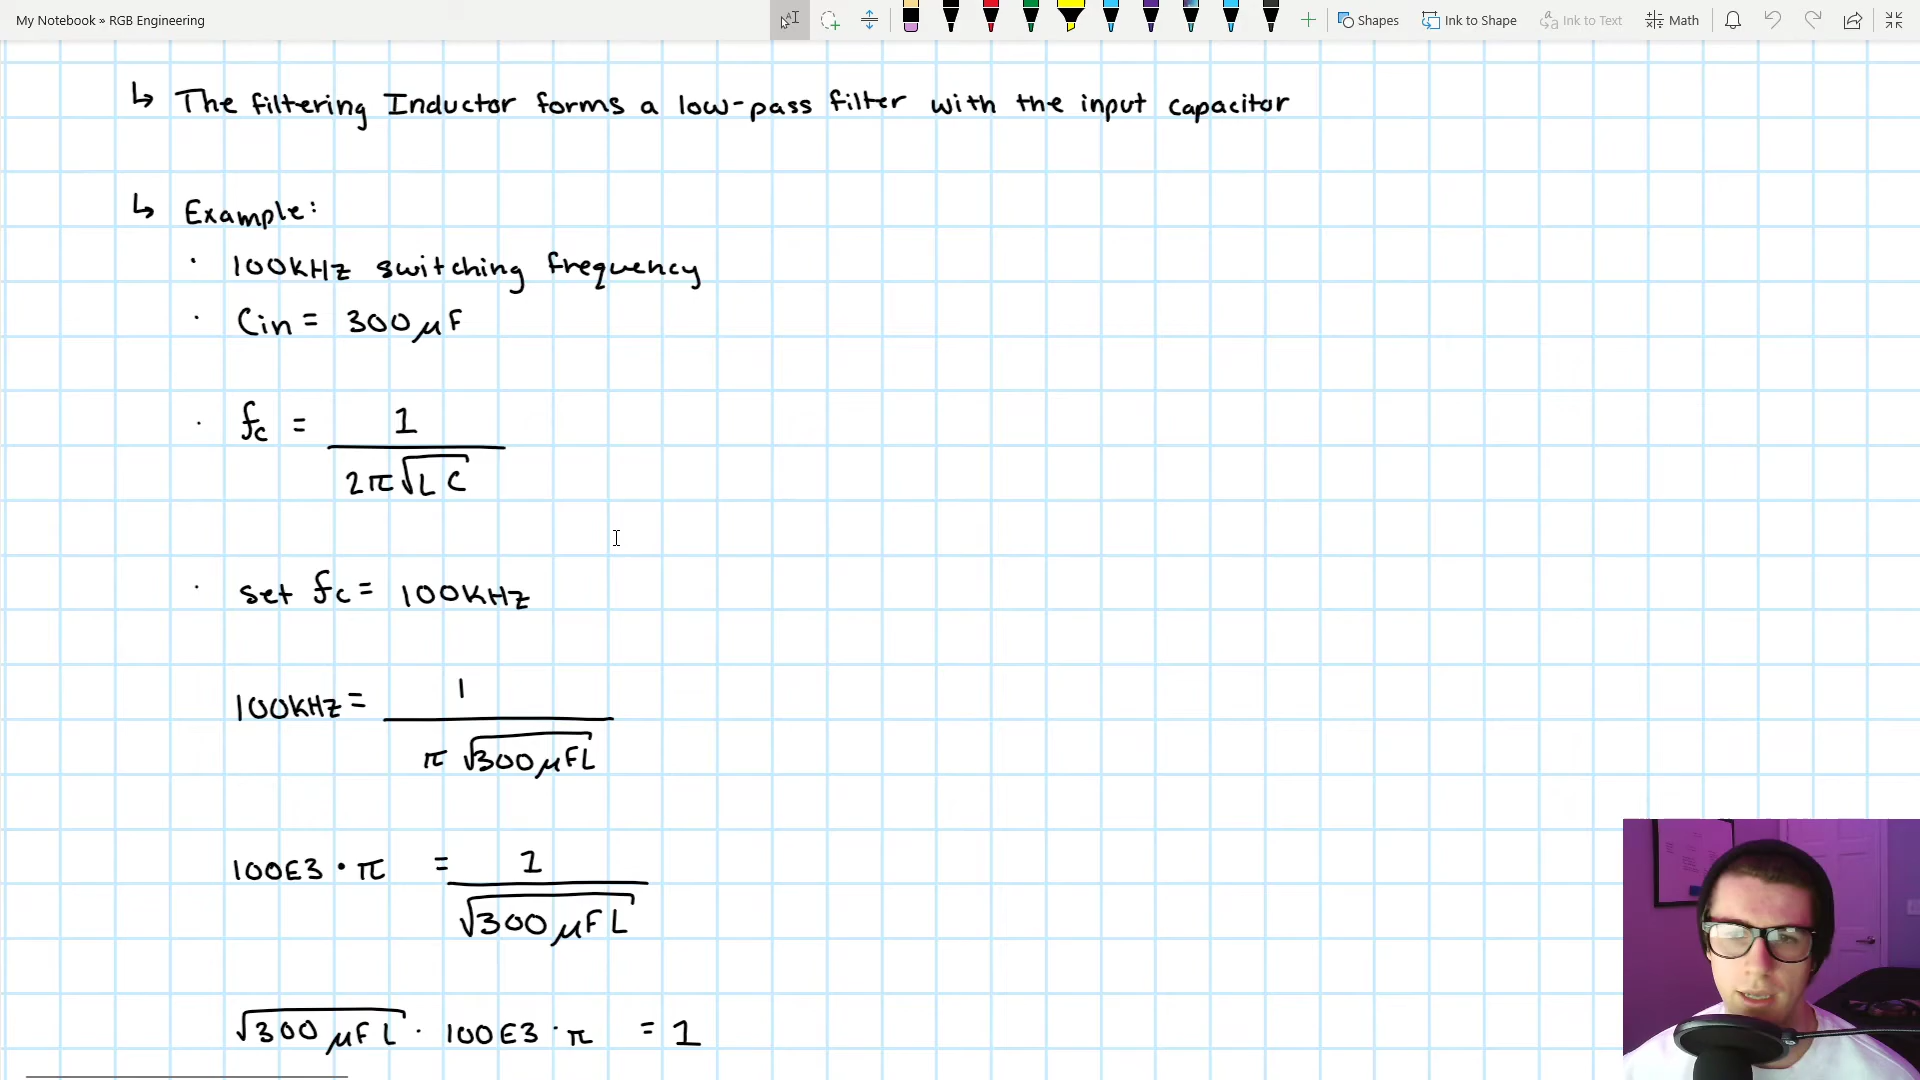 My Notebook » RGB Engineering
Shapes
Ink to Shape
Ink to Text
Math
↳ The filtering Inductor forms a low-pass filter with the input capacitor
↳ Example:
· 100KHz switching frequency
· Cin = 300μF
· fc = 1 / 2π√LC
· set fc = 100KHz
100KHz = 1 / π√300μFL
100E3 · π = 1 / √300μFL
√300μFL · 100E3 · π = 1